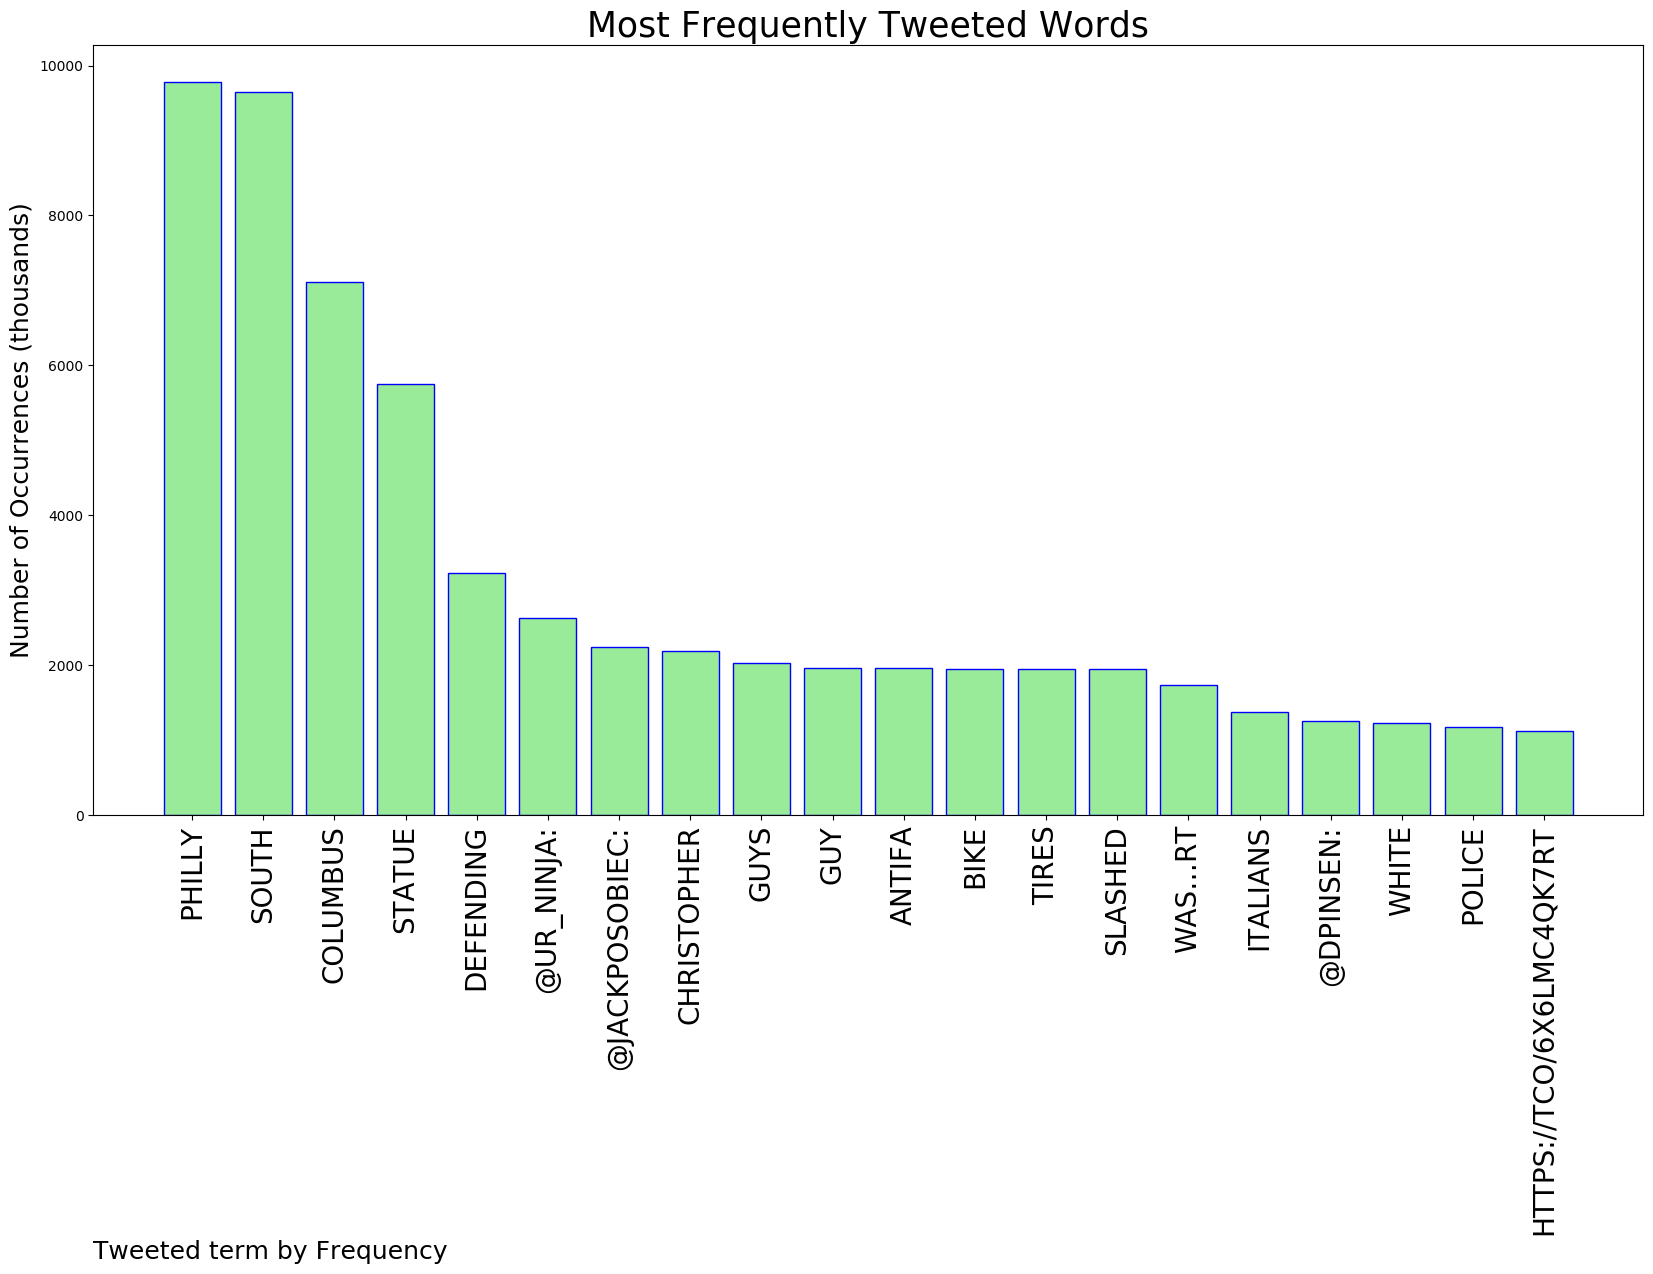 Most Frequently Tweeted Words
Number of Occurrences (thousands)
10000
8000
6000
4000
2000
0
PHILLY
SOUTH
COLUMBUS
STATUE
DEFENDING
@UR_NINJA:
@JACKPOSOBIEC:
CHRISTOPHER
GUYS
GUY
ANTIFA
BIKE
TIRES
SLASHED
WAS...RT
ITALIANS
@DPINSEN:
WHITE
POLICE
HTTPS://TCO/6X6LMC4QK7RT
Tweeted term by Frequency